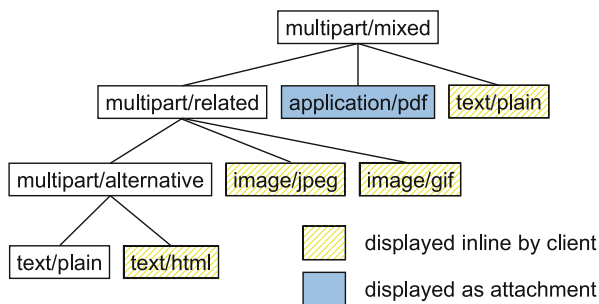 multipart/mixed
multipart/related
application/pdf
text/plain
multipart/alternative
image/jpeg
image/gif
text/plain
text/html
displayed inline by client
displayed as attachment